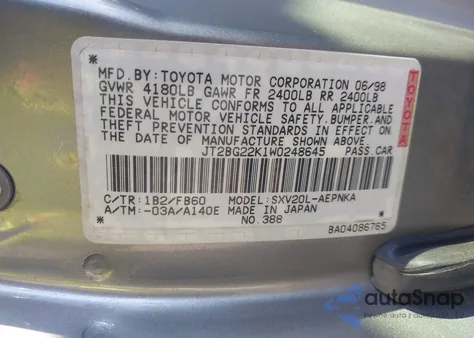 MFD.BY:TOYOTA MOTOR CORPORATION 06/98
GVWR 4180LB GAWR FR 2400LB RR 2400LB
THIS VEHICLE CONFORMS TO ALL APPLICABLE
FEDERAL MOTOR VEHICLE SAFETY,BUMPER,AND
THEFT PREVENTION STANDARDS IN EFFECT ON
THE DATE OF MANUFACTURE SHOWN ABOVE.
JT2BG22K1W0248645 PASS.CAR
C/TR:1B2/FB60 MODEL:SXV20L-AEPNKA
A/TM:-03A/A140E MADE IN JAPAN
NO.388
BA04086765
TOYOTA
autoSnap